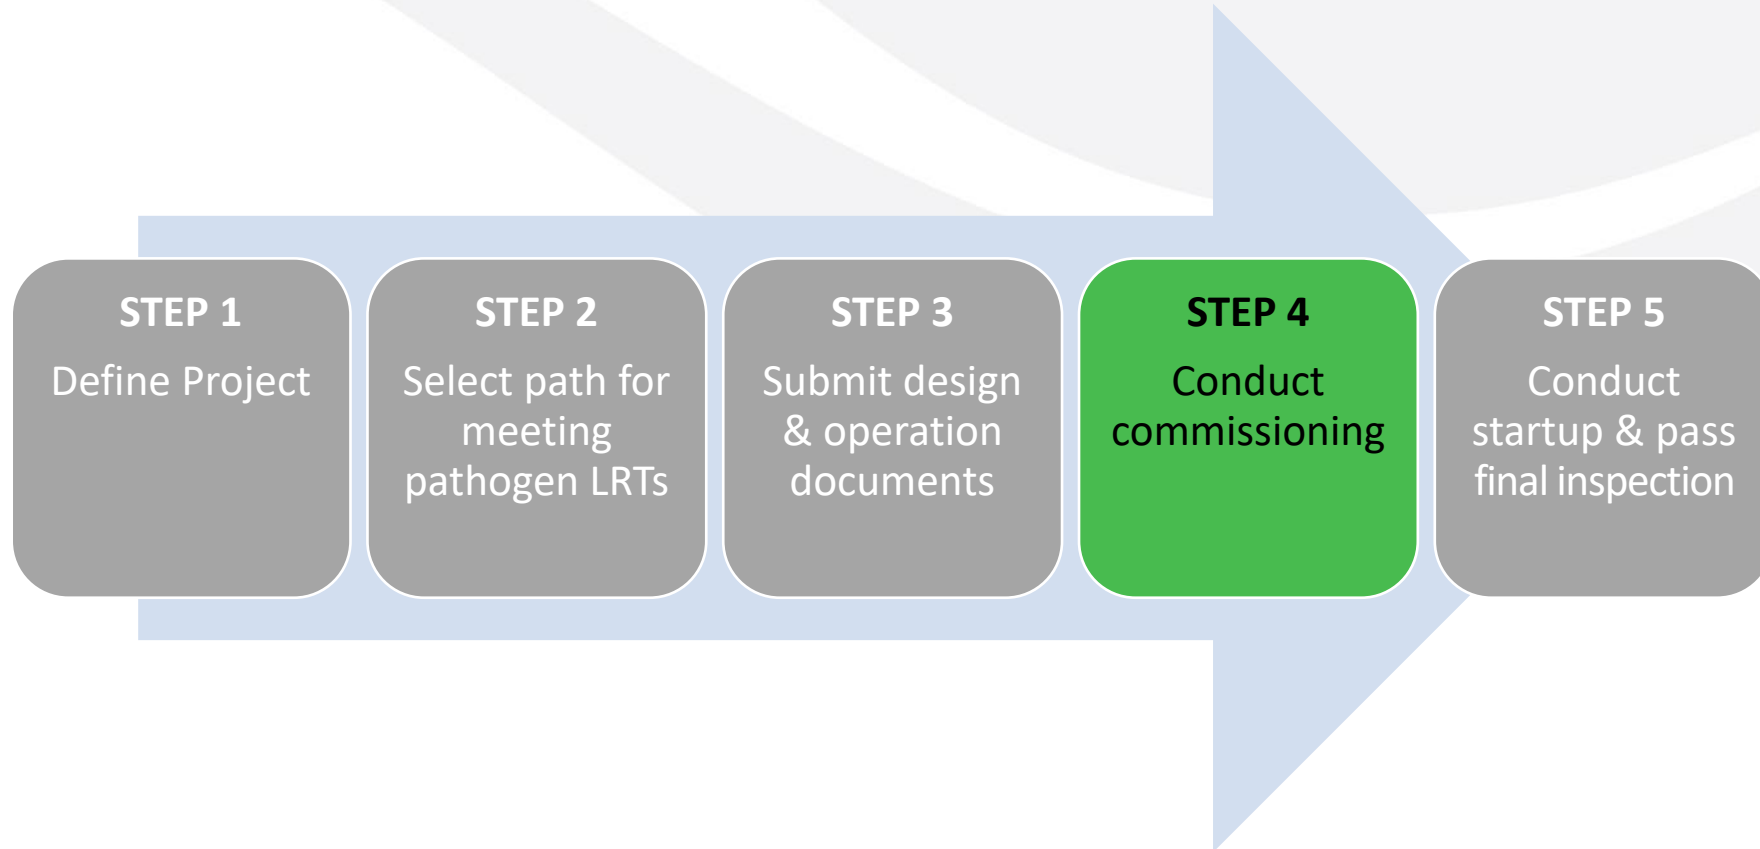 STEP 1
Define Project
STEP 2
Select path for
meeting
pathogen LRTs
STEP 3
Submit design
& operation
documents
STEP 4
Conduct
commissioning
STEP 5
Conduct
startup & pass
final inspection